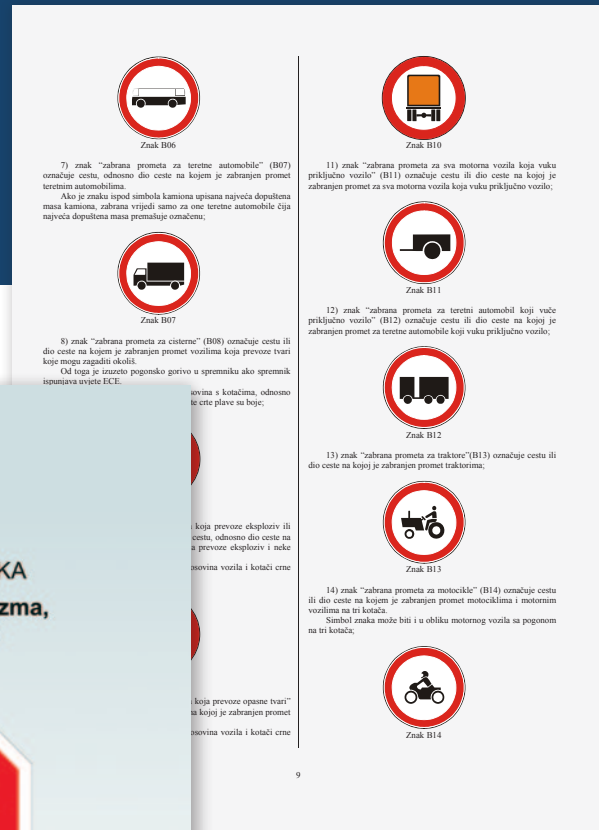 Znak B06
7) znak “zabrana prometa za teretne automobile” (B07)
označuje cestu, odnosno dio ceste na kojem je zabranjen promet
teretnim automobilima.
Ako je znaku ispod simbola kamiona upisana najveća dopuštena
masa kamiona, zabrana vrijedi samo za one teretne automobile čija
najveća dopuštena masa premašuje označenu;
Znak B07
8) znak “zabrana prometa za cisterne” (B08) označuje cestu ili
dio ceste na kojem je zabranjen promet vozilima koja prevoze tvari
koje mogu zagaditi okoliš.
Od toga je izuzeto pogonsko gorivo u spremniku ako spremnik
ispunjava uvjete ECE.
osovina s kotačima, odnosno
te crte plave su boje;
koja prevoze eksploziv ili
cestu, odnosno dio ceste na
a prevoze eksploziv i neke
osovina vozila i kotači crne
koja prevoze opasne tvari”
na kojoj je zabranjen promet
osovina vozila i kotači crne
KA
zma,
Znak B10
11) znak “zabrana prometa za sva motorna vozila koja vuku
priključno vozilo” (B11) označuje cestu ili dio ceste na kojoj je
zabranjen promet za sva motorna vozila koja vuku priključno vozilo;
Znak B11
12) znak “zabrana prometa za teretni automobil koji vuče
priključno vozilo” (B12) označuje cestu ili dio ceste na kojoj je
zabranjen promet za teretne automobile koji vuku priključno vozilo;
Znak B12
13) znak “zabrana prometa za traktore”(B13) označuje cestu ili
dio ceste na kojoj je zabranjen promet traktorima;
Znak B13
14) znak “zabrana prometa za motocikle” (B14) označuje cestu
ili dio ceste na kojem je zabranjen promet motociklima i motornim
vozilima na tri kotača.
Simbol znaka može biti i u obliku motornog vozila sa pogonom
na tri kotača;
Znak B14
9